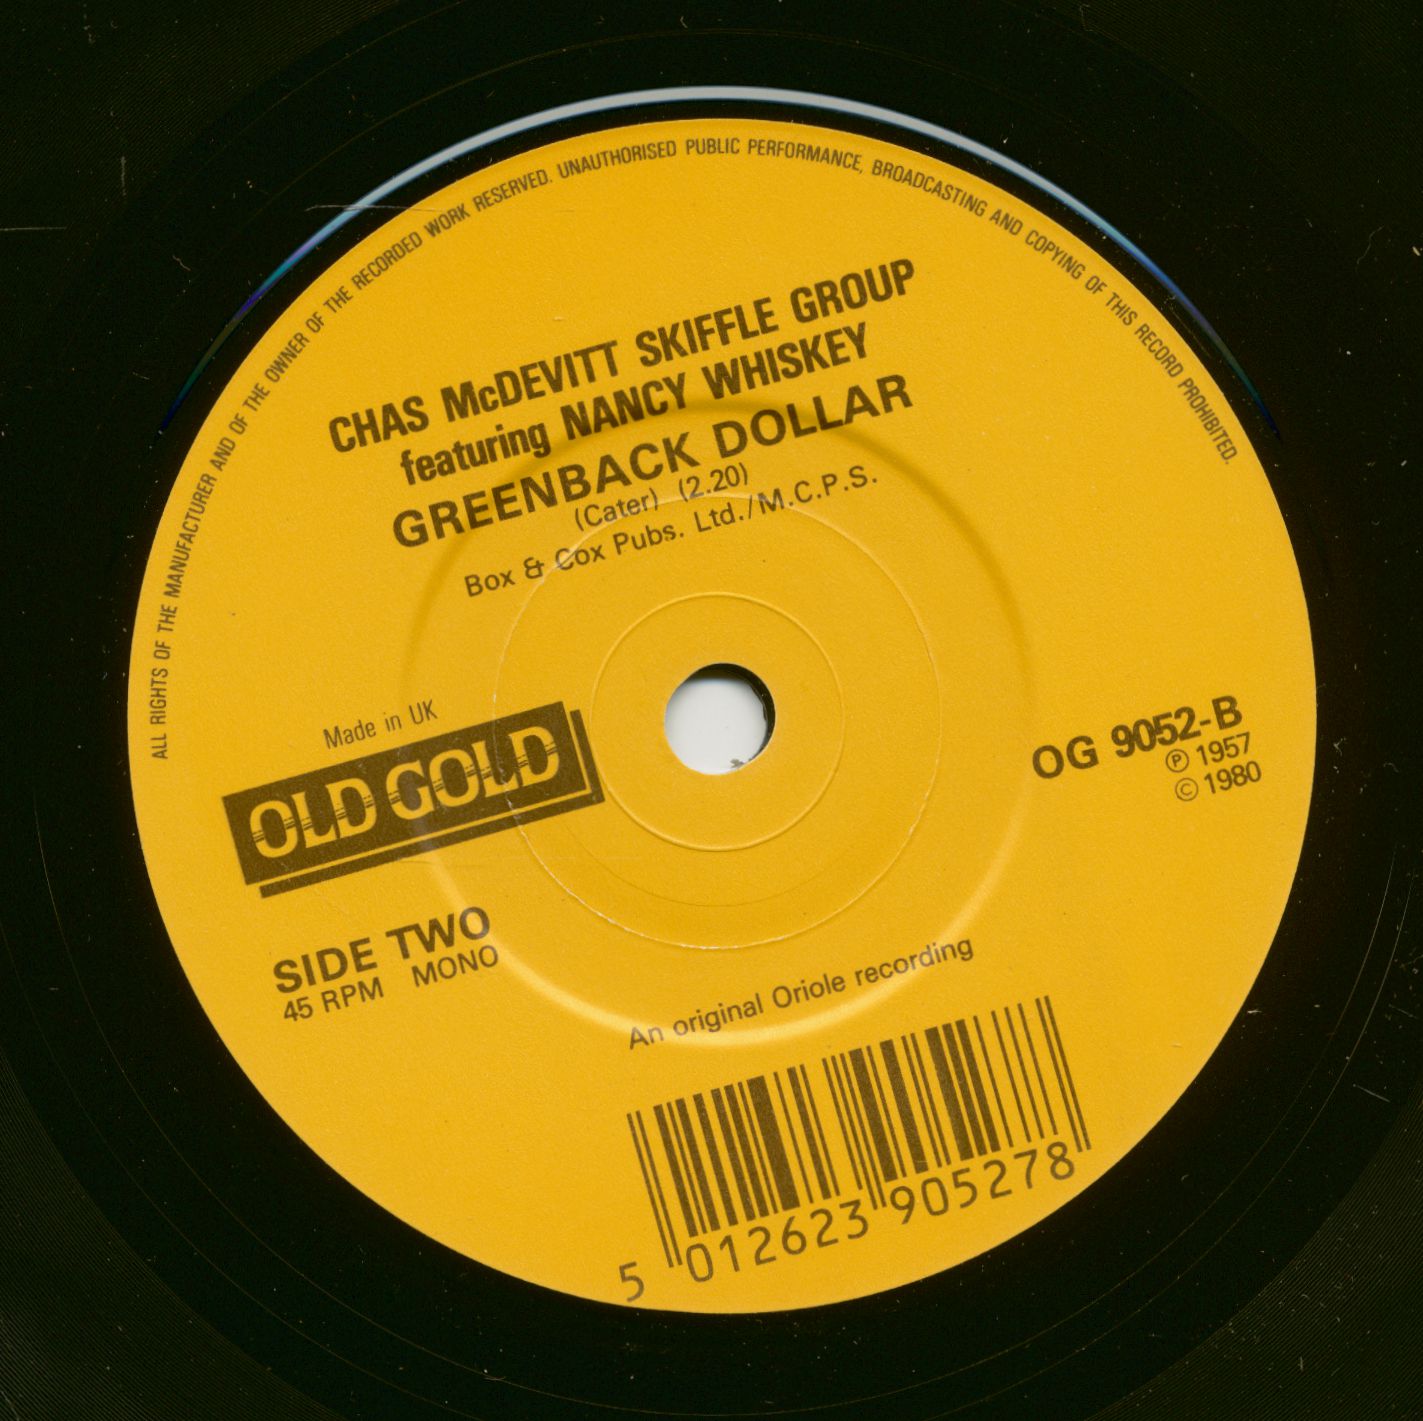 ALL RIGHTS OF THE MANUFACTURER AND OF THE OWNER OF THE RECORDED WORK RESERVED. UNAUTHORISED PUBLIC PERFORMANCE, BROADCASTING AND COPYING OF THIS RECORD PROHIBITED.
CHAS McDEVITT SKIFFLE GROUP
featuring NANCY WHISKEY
GREENBACK DOLLAR
(Cater) (2.20)
Box & Cox Pubs. Ltd./M.C.P.S.
Made in UK
OLD GOLD
OG 9052-B
℗ 1957
© 1980
SIDE TWO
45 RPM MONO
An original Oriole recording
5 012623 905278